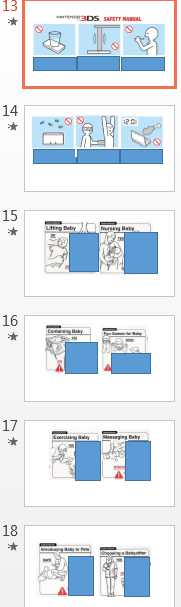 13
NINTENDO 3DS SAFETY MANUAL
14
12:0
15
Lifting Baby
Nursing Baby
16
Containing Baby
Fun Games for Baby
17
Exercising Baby
Massaging Baby
18
Introducing Baby to Pets
Choosing a Babysitter